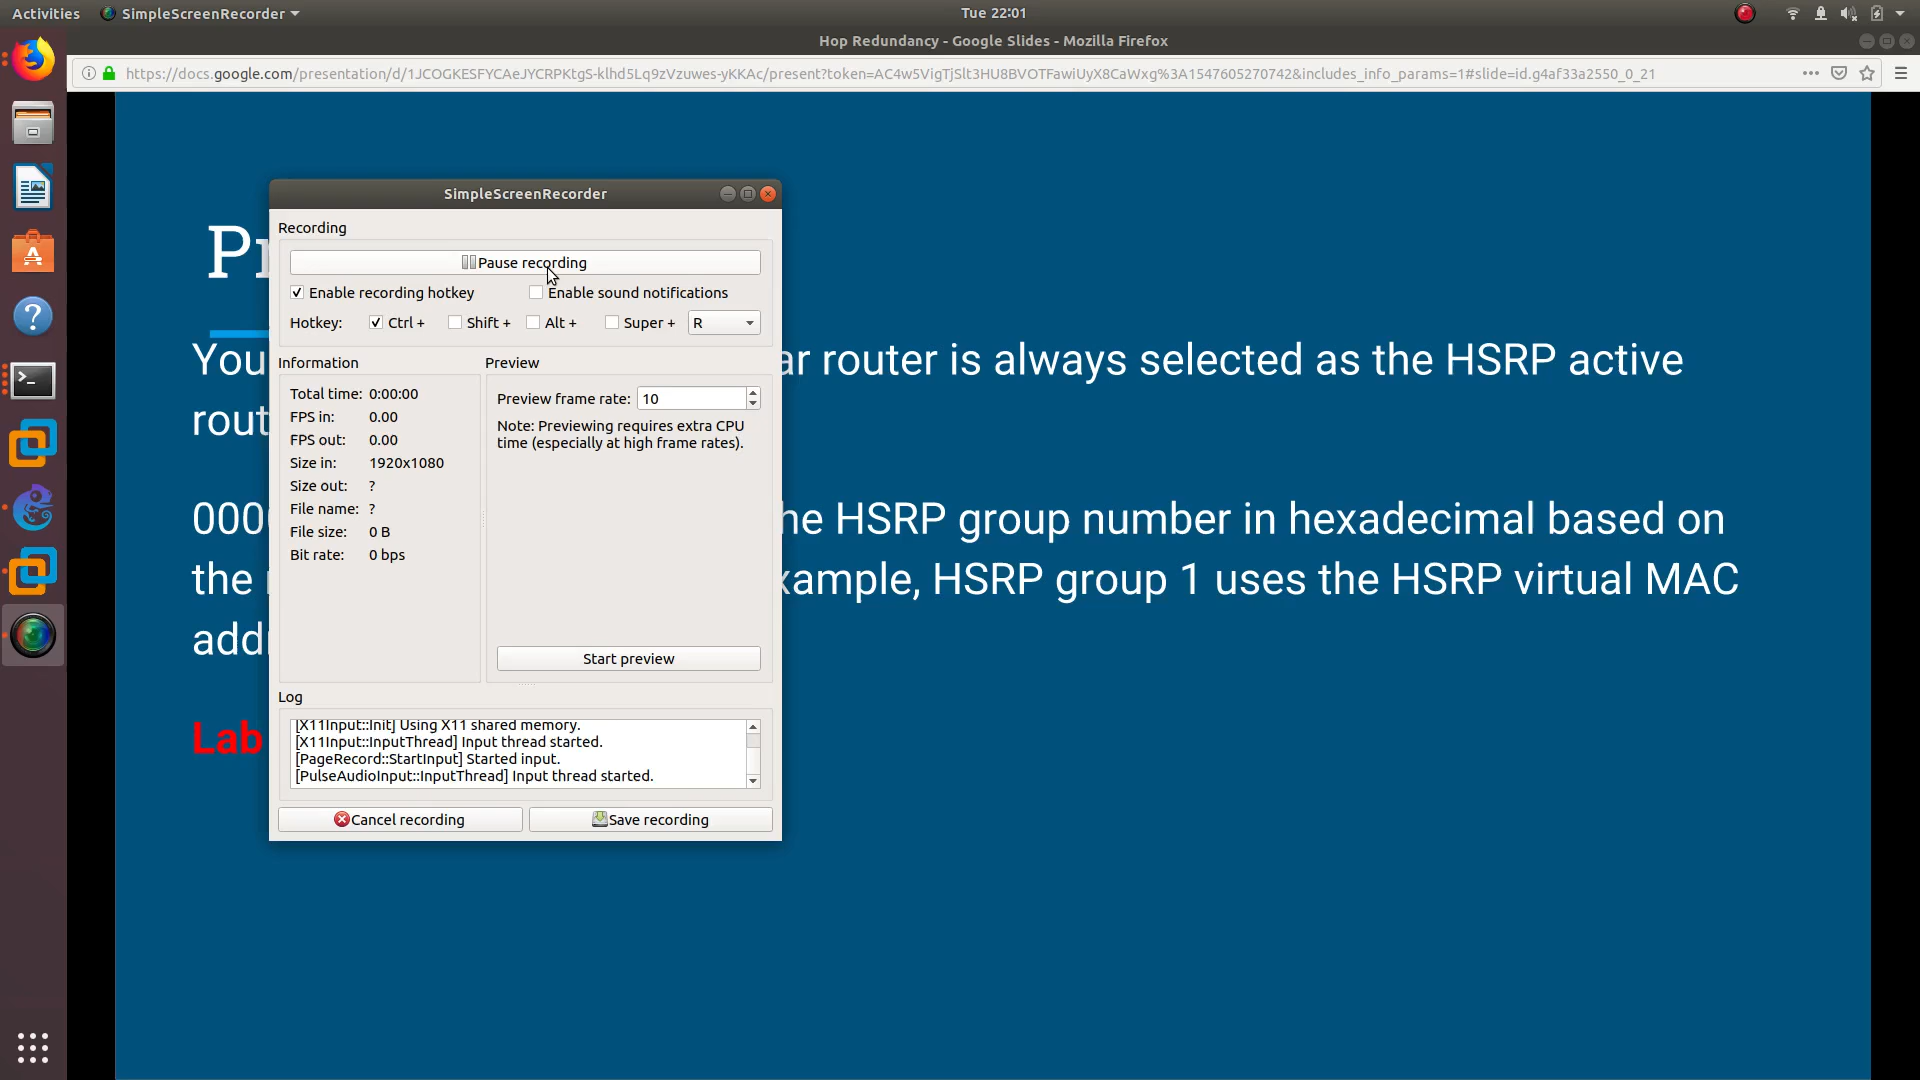 Activities
SimpleScreenRecorder
Tue 22:01
Hop Redundancy - Google Slides - Mozilla Firefox
https://docs.google.com/presentation/d/1JCOGKESFYCAeJYCRPKtgS-klhd5Lq9zVzuwes-yKKAc/present?token=AC4w5VigTjSlt3HU8BVOTFawiUyX8CaWxg%3A1547605270742&includes_info_params=1#slide=id.g4af33a2550_0_21
SimpleScreenRecorder
Recording
Pause recording
Enable recording hotkey
Enable sound notifications
Hotkey: Ctrl + Shift + Alt + Super + R
Information
Total time: 0:00:00
FPS in: 0.00
FPS out: 0.00
Size in: 1920x1080
Size out: ?
File name: ?
File size: 0 B
Bit rate: 0 bps
Preview
Preview frame rate: 10
Note: Previewing requires extra CPU
time (especially at high frame rates).
Start preview
Log
[X11Input::Init] Using X11 shared memory.
[X11Input::InputThread] Input thread started.
[PageRecord::StartInput] Started input.
[PulseAudioInput::InputThread] Input thread started.
Cancel recording
Save recording
You ar router is always selected as the HSRP active
rout
000 he HSRP group number in hexadecimal based on
the xample, HSRP group 1 uses the HSRP virtual MAC
add
Lab